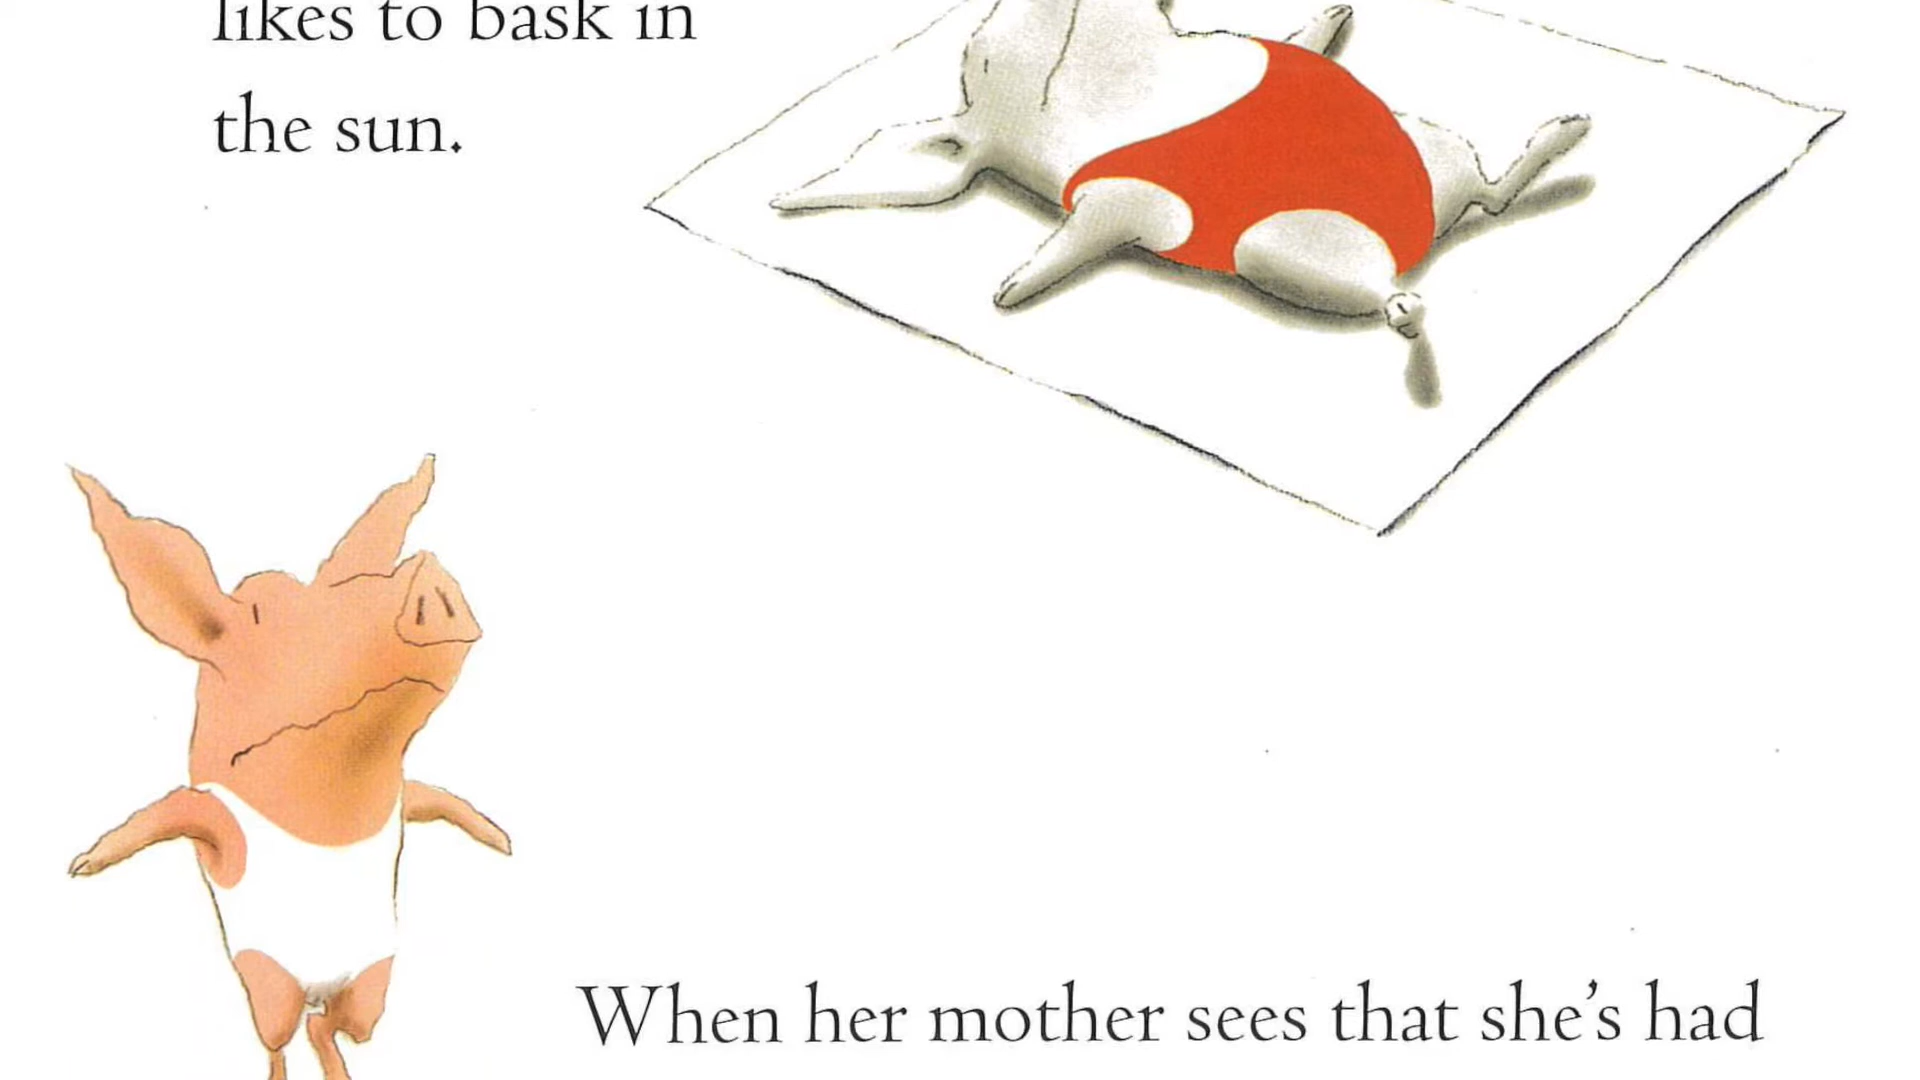 likes to bask in
the sun.
When her mother sees that she’s had